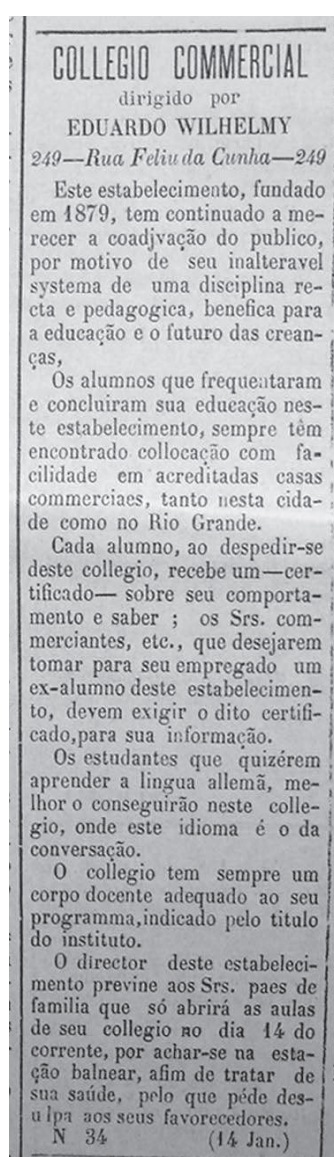 COLLEGIO COMMERCIAL
dirigido por
EDUARDO WILHELMY
249—Rua Feliu da Cunha—249
Este estabelecimento, fundado
em 1879, tem continuado a me-
recer a coadjvação do publico,
por motivo de seu inalteravel
systema de uma disciplina re-
cta e pedagogica, benefica para
a educação e o futuro das crean-
ças,
Os alumnos que frequentaram
e concluiram sua educação nes-
te estabelecimento, sempre têm
encontrado collocação com fa-
cilidade em acreditadas casas
commerciaes, tanto nesta cida-
de como no Rio Grande.
Cada alumno, ao despedir-se
deste collegio, recebe um—cer-
tificado— sobre seu comporta-
mento e saber ; os Srs. com-
merciantes, etc., que desejarem
tomar para seu empregado um
ex-alumno deste estabelecimen-
to, devem exigir o dito certifi-
cado,para sua informação.
Os estudantes que quizérem
aprender a lingua allemã, me-
lhor o conseguirão neste colle-
gio, onde este idioma é o da
conversação.
O collegio tem sempre um
corpo docente adequado ao seu
programma,indicado pelo titulo
do instituto.
O director deste estabeleci-
mento previne aos Srs. paes de
familia que só abrirá as aulas
de seu collegio no dia 14 do
corrente, por achar-se na esta-
ção balnear, afim de tratar de
sua saúde, pelo que péde des-
ulpa aos seus favorecedores.
N 34 (14 Jan.)